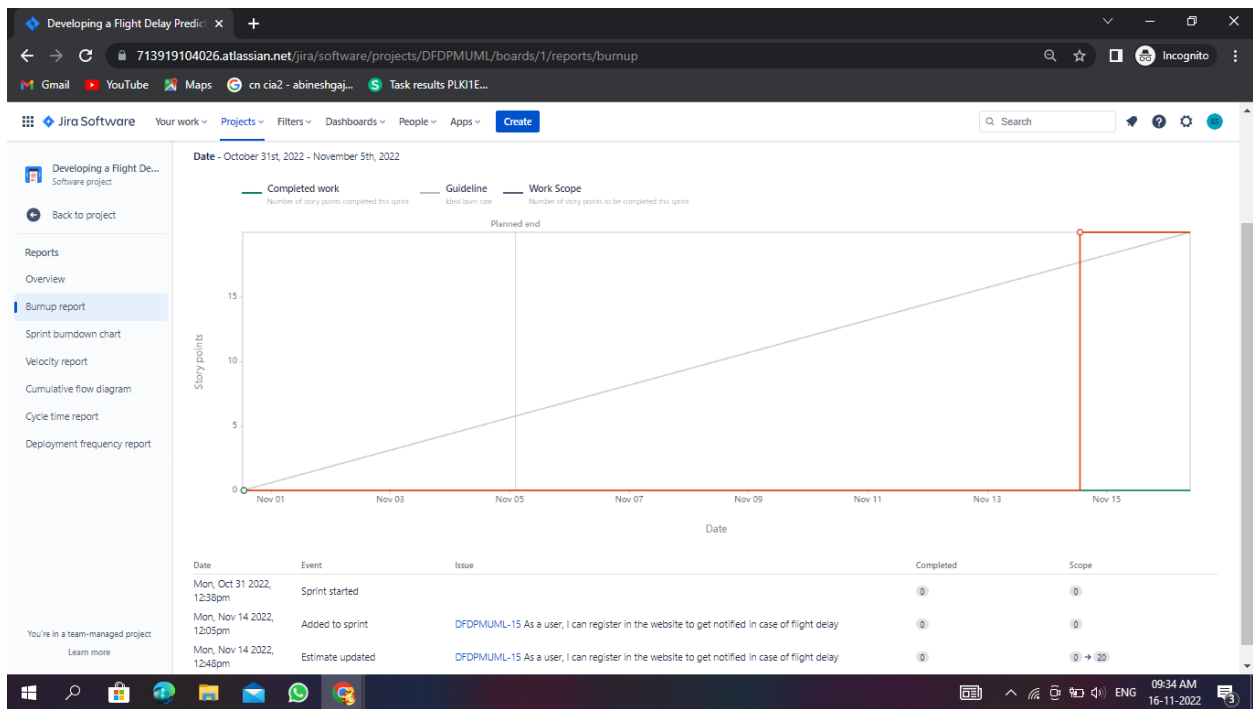 Developing a Flight Delay Predict
713919104026.atlassian.net/jira/software/projects/DFDPMUML/boards/1/reports/burnup
Incognito
Gmail
YouTube
Maps
cn cia2 - abineshgaj...
Task results PLKI1E...
Jira Software
Your work
Projects
Filters
Dashboards
People
Apps
Create
Search
SS
Developing a Flight De...
Software project
Back to project
Reports
Overview
Burnup report
Sprint burndown chart
Velocity report
Cumulative flow diagram
Cycle time report
Deployment frequency report
You're in a team-managed project
Learn more
Date - October 31st, 2022 - November 5th, 2022
Completed work
Number of story points completed this sprint
Guideline
Ideal burn rate
Work Scope
Number of story points to be completed this sprint
Planned end
Story points
15
10
5
0
Nov 01 Nov 03 Nov 05 Nov 07 Nov 09 Nov 11 Nov 13 Nov 15
Date
Date Event Issue Completed Scope
Mon, Oct 31 2022,
12:38pm
Sprint started 0 0
Mon, Nov 14 2022,
12:05pm
Added to sprint DFDPMUML-15 As a user, I can register in the website to get notified in case of flight delay 0 0
Mon, Nov 14 2022,
12:48pm
Estimate updated DFDPMUML-15 As a user, I can register in the website to get notified in case of flight delay 0 0 → 20
ENG
09:34 AM
16-11-2022
3